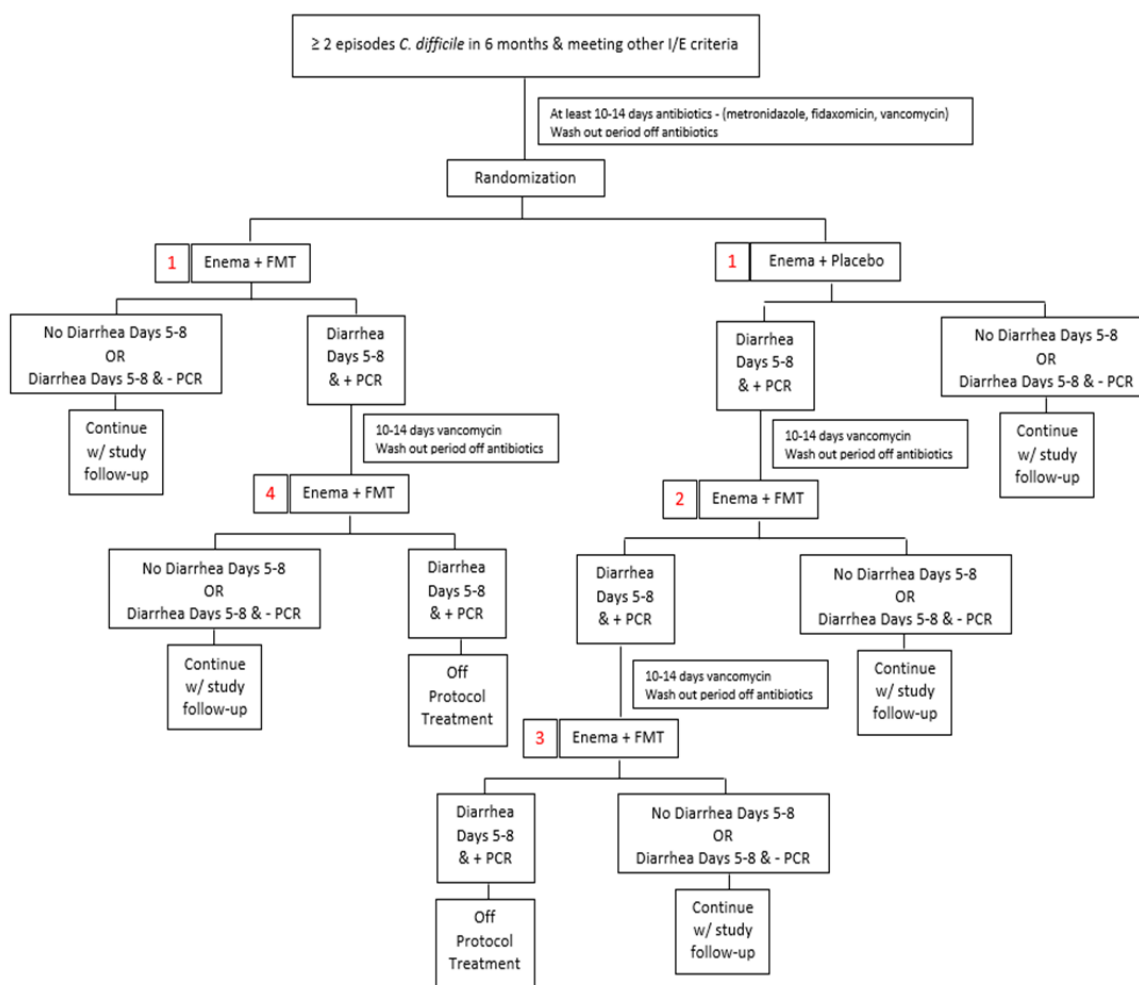 ≥ 2 episodes C. difficile in 6 months & meeting other I/E criteria
At least 10-14 days antibiotics - (metronidazole, fidaxomicin, vancomycin)
Wash out period off antibiotics
Randomization
1
Enema + FMT
1
Enema + Placebo
No Diarrhea Days 5-8
OR
Diarrhea Days 5-8 & - PCR
Diarrhea
Days 5-8
& + PCR
Diarrhea
Days 5-8
& + PCR
No Diarrhea Days 5-8
OR
Diarrhea Days 5-8 & - PCR
Continue
w/ study
follow-up
10-14 days vancomycin
Wash out period off antibiotics
10-14 days vancomycin
Wash out period off antibiotics
Continue
w/ study
follow-up
4
Enema + FMT
2
Enema + FMT
No Diarrhea Days 5-8
OR
Diarrhea Days 5-8 & - PCR
Diarrhea
Days 5-8
& + PCR
Diarrhea
Days 5-8
& + PCR
No Diarrhea Days 5-8
OR
Diarrhea Days 5-8 & - PCR
Continue
w/ study
follow-up
Off
Protocol
Treatment
10-14 days vancomycin
Wash out period off antibiotics
Continue
w/ study
follow-up
3
Enema + FMT
Diarrhea
Days 5-8
& + PCR
No Diarrhea Days 5-8
OR
Diarrhea Days 5-8 & - PCR
Off
Protocol
Treatment
Continue
w/ study
follow-up